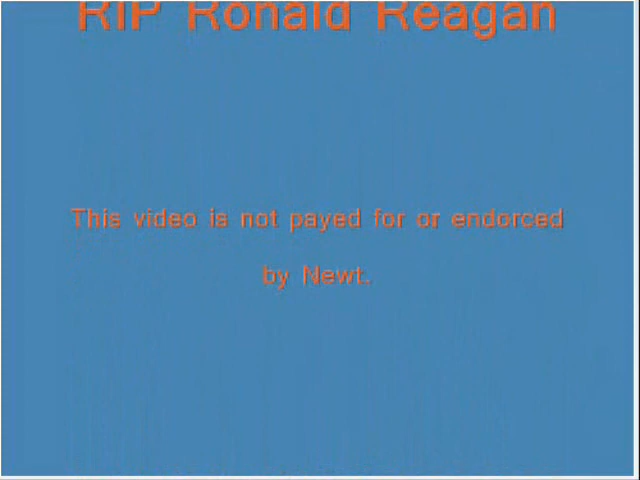 RIP Ronald Reagan
This video is not payed for or endorced
by Newt.